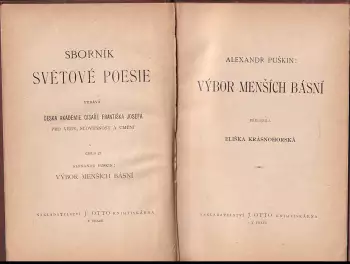 SBORNÍK
SVĚTOVÉ POESIE
VYDÁVÁ
ČESKÁ AKADEMIE CÍSAŘE FRANTIŠKA JOSEFA
PRO VĚDY, SLOVESNOST A UMĚNÍ
ALEXANDR PUŠKIN:
VÝBOR MENŠÍCH BÁSNÍ
NAKLADATELSTVÍ J. OTTO KNIHTISKÁRNA
V PRAZE
ALEXANDR PUŠKIN:
VÝBOR MENŠÍCH BÁSNÍ
PŘELOŽILA
ELIŠKA KRÁSNOHORSKÁ
NAKLADATELSTVÍ J. OTTO KNIHTISKÁRNA
V PRAZE